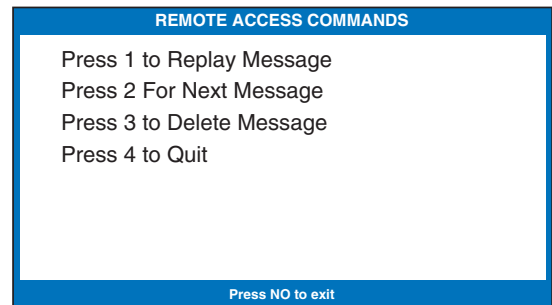 REMOTE ACCESS COMMANDS
Press 1 to Replay Message
Press 2 For Next Message
Press 3 to Delete Message
Press 4 to Quit
Press NO to exit